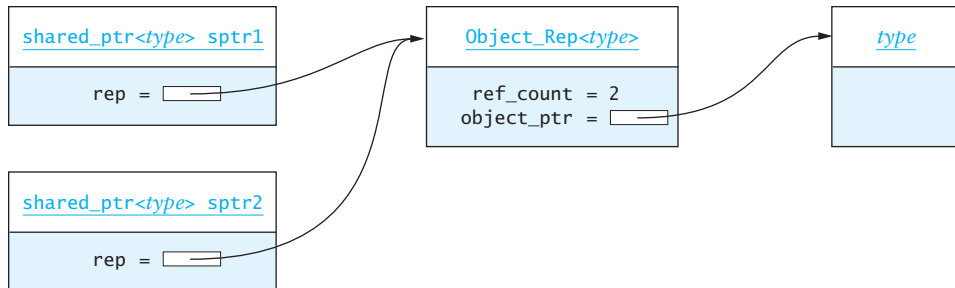 shared_ptr<type> sptr1
rep =
shared_ptr<type> sptr2
rep =
Object_Rep<type>
ref_count = 2
object_ptr =
type